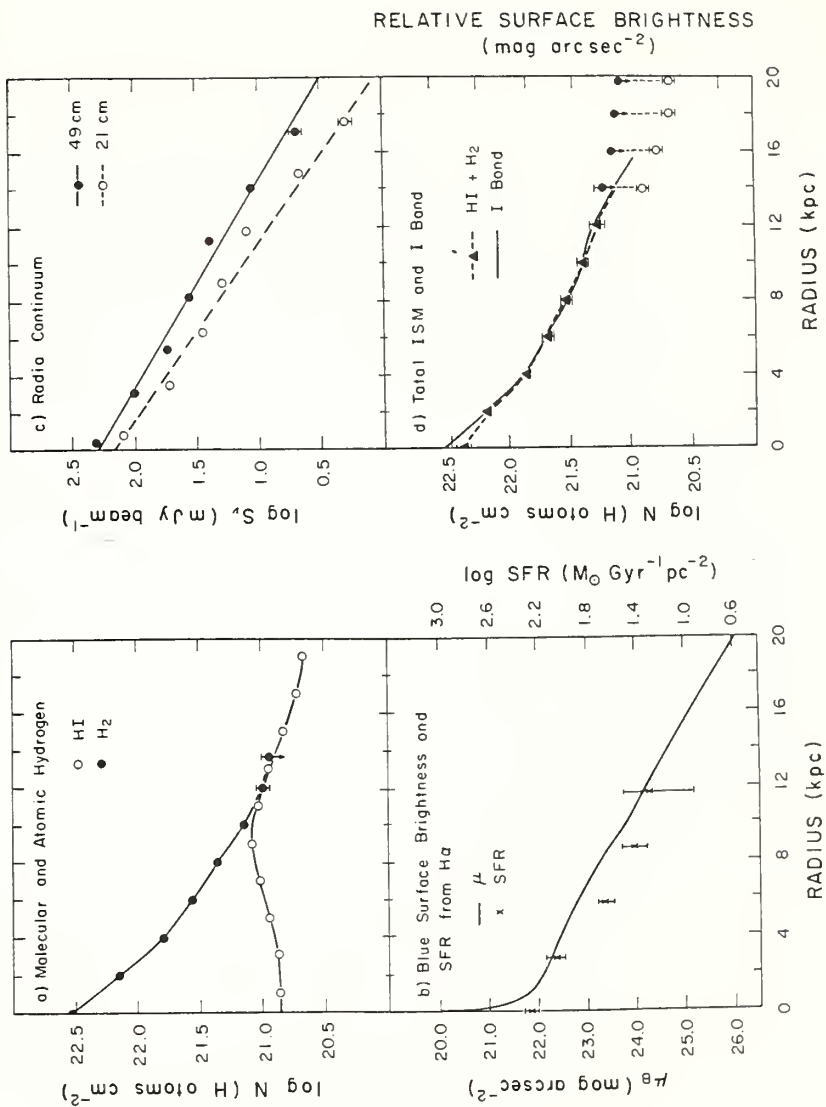 a) Molecular and Atomic Hydrogen
○ HI
● H₂
log N (H atoms cm⁻²)
22.5
22.0
21.5
21.0
20.5
b) Blue Surface Brightness and
SFR from Hα
μ
x SFR
μB (mag arcsec⁻²)
20.0
21.0
22.0
23.0
24.0
25.0
26.0
log SFR (M⊙ Gyr⁻¹ pc⁻²)
3.0
2.6
2.2
1.8
1.4
1.0
0.6
0
4
8
12
16
20
RADIUS (kpc)
c) Radio Continuum
49 cm
21 cm
log Sν (mJy beam⁻¹)
2.5
2.0
1.5
1.0
0.5
d) Total ISM and I Band
HI + H₂
I Band
log N (H atoms cm⁻²)
22.5
22.0
21.5
21.0
20.5
RELATIVE SURFACE BRIGHTNESS
(mag arcsec⁻²)
0
4
8
12
16
20
RADIUS (kpc)